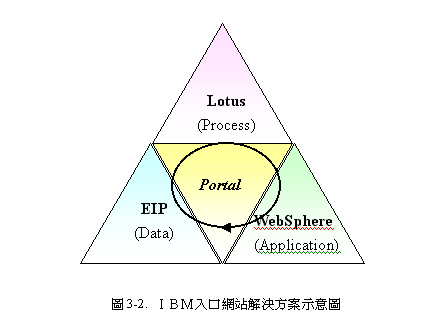 Lotus
(Process)
Portal
EIP
(Data)
WebSphere
(Application)
圖 3-2. ＩＢＭ入口網站解決方案示意圖